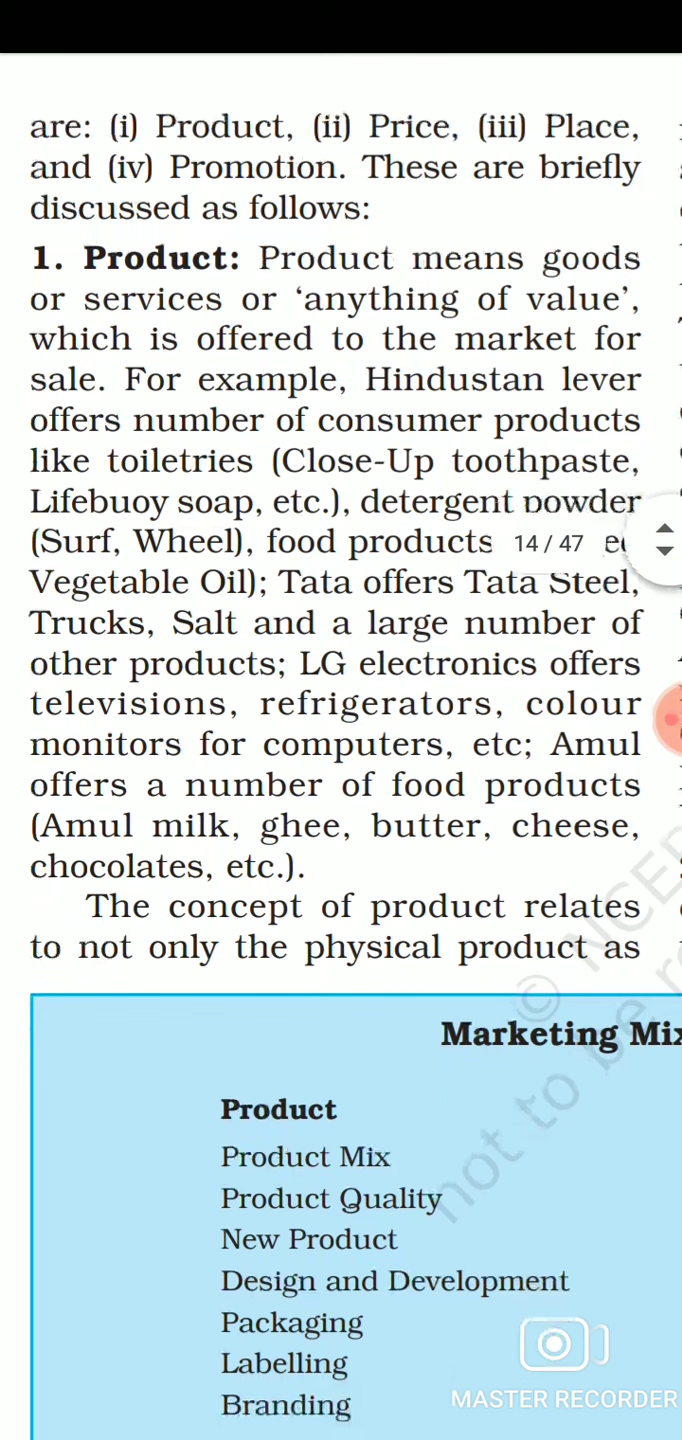 are: (i) Product, (ii) Price, (iii) Place,
and (iv) Promotion. These are briefly
discussed as follows:
1. Product: Product means goods
or services or ‘anything of value’,
which is offered to the market for
sale. For example, Hindustan lever
offers number of consumer products
like toiletries (Close-Up toothpaste,
Lifebuoy soap, etc.), detergent powder
(Surf, Wheel), food products
14 / 47
Vegetable Oil); Tata offers Tata Steel,
Trucks, Salt and a large number of
other products; LG electronics offers
televisions, refrigerators, colour
monitors for computers, etc; Amul
offers a number of food products
(Amul milk, ghee, butter, cheese,
chocolates, etc.).
The concept of product relates
to not only the physical product as
© NCE
not to be
Marketing Mix
Product
Product Mix
Product Quality
New Product
Design and Development
Packaging
Labelling
Branding
MASTER RECORDER